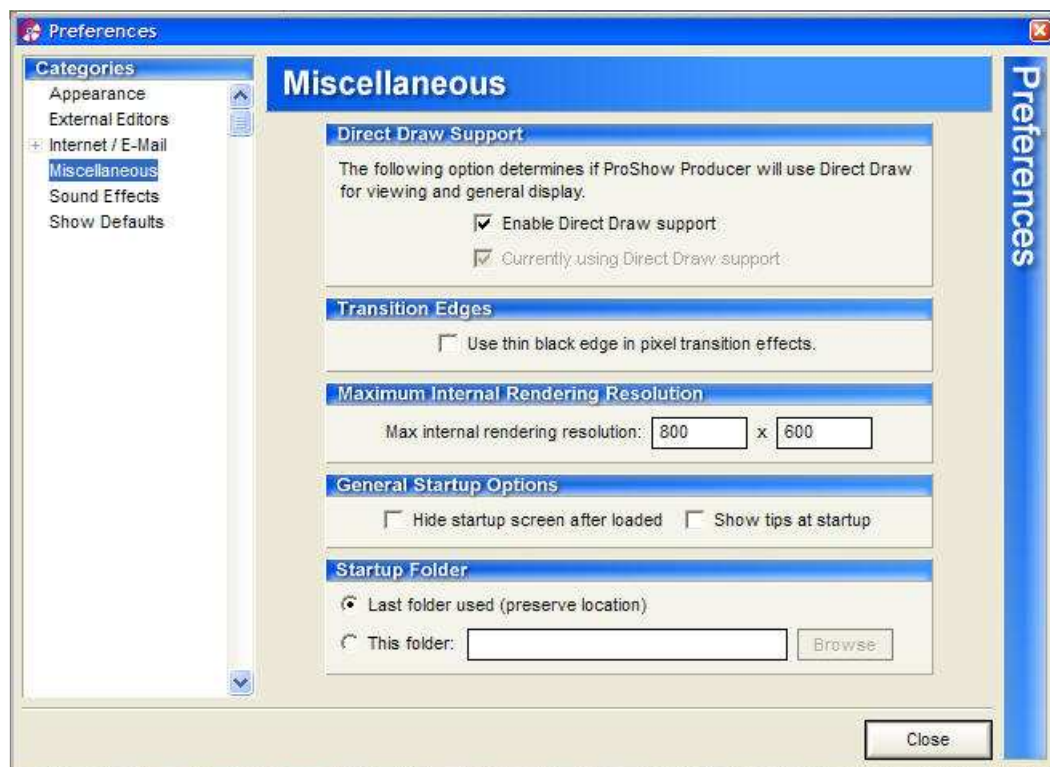 Preferences
Categories
Appearance
External Editors
Internet / E-Mail
Miscellaneous
Sound Effects
Show Defaults
Miscellaneous
Direct Draw Support
The following option determines if ProShow Producer will use Direct Draw
for viewing and general display.
Enable Direct Draw support
Currently using Direct Draw support
Transition Edges
Use thin black edge in pixel transition effects.
Maximum Internal Rendering Resolution
Max internal rendering resolution: 800 x 600
General Startup Options
Hide startup screen after loaded Show tips at startup
Startup Folder
Last folder used (preserve location)
This folder: Browse
Close
Preferences